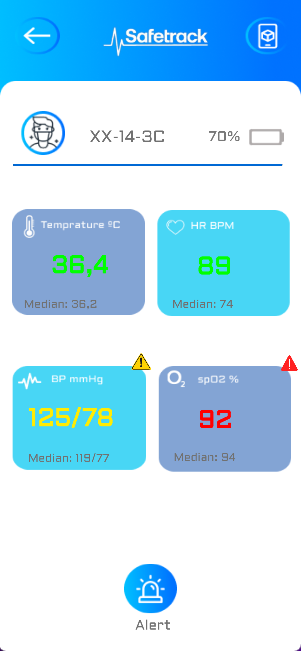 Safetrack
XX-14-3C 70%
Temprature ºC
36,4
Median: 36,2
HR BPM
89
Median: 74
BP mmHg
125/78
Median: 119/77
O2 spO2 %
92
Median: 94
Alert